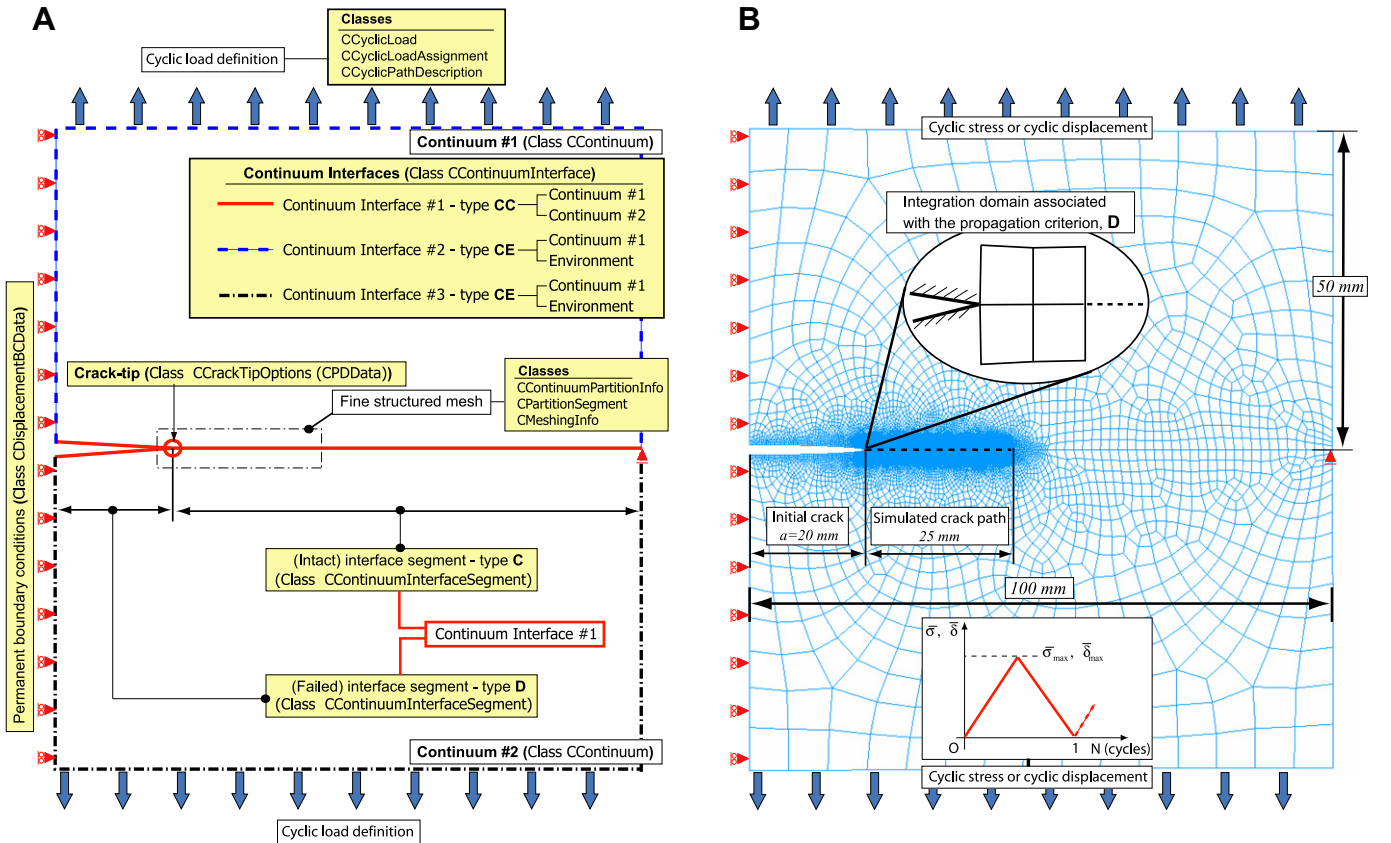 A
Classes
CCyclicLoad
CCyclicLoadAssignment
CCyclicPathDescription
Cyclic load definition
Continuum #1 (Class CContinuum)
Continuum Interfaces (Class CContinuumInterface)
Continuum Interface #1 - type CC
Continuum #1
Continuum #2
Continuum Interface #2 - type CE
Continuum #1
Environment
Continuum Interface #3 - type CE
Continuum #1
Environment
Permanent boundary conditions (Class CDisplacementBCData)
Crack-tip (Class CCrackTipOptions (CPDData))
Fine structured mesh
Classes
CContinuumPartitionInfo
CPartitionSegment
CMeshingInfo
(Intact) interface segment - type C
(Class CContinuumInterfaceSegment)
Continuum Interface #1
(Failed) interface segment - type D
(Class CContinuumInterfaceSegment)
Continuum #2 (Class CContinuum)
Cyclic load definition
B
Cyclic stress or cyclic displacement
Integration domain associated
with the propagation criterion, D
50 mm
Initial crack
a=20 mm
Simulated crack path
25 mm
100 mm
σ̅, δ̅
σ̅max, δ̅max
O
1
N (cycles)
Cyclic stress or cyclic displacement